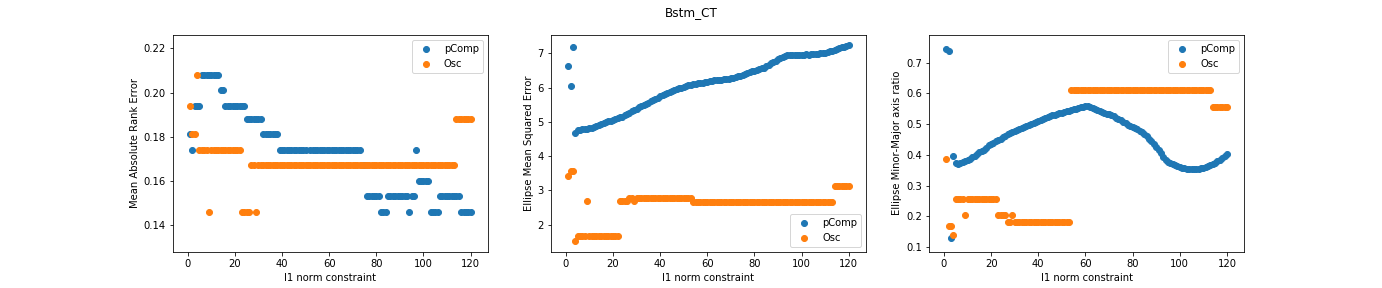 Bstm_CT
Mean Absolute Rank Error
0.22
0.20
0.18
0.16
0.14
0 20 40 60 80 100 120
l1 norm constraint
pComp
Osc
Ellipse Mean Squared Error
7
6
5
4
3
2
0 20 40 60 80 100 120
l1 norm constraint
pComp
Osc
Ellipse Minor-Major axis ratio
0.7
0.6
0.5
0.4
0.3
0.2
0.1
0 20 40 60 80 100 120
l1 norm constraint
pComp
Osc